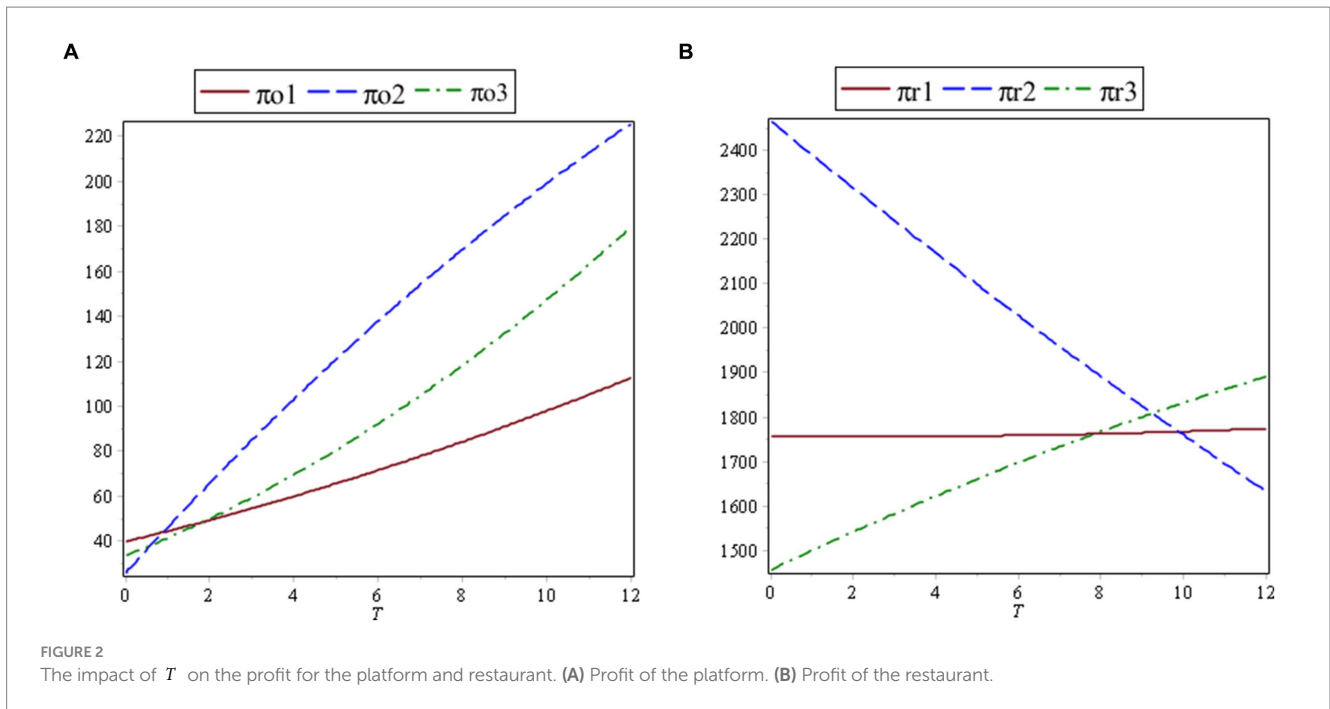 A
πo1 πo2 πo3
220
200
180
160
140
120
100
80
60
40
0 2 4 6 8 10 12
T
B
πr1 πr2 πr3
2400
2300
2200
2100
2000
1900
1800
1700
1600
1500
0 2 4 6 8 10 12
T
FIGURE 2
The impact of T on the profit for the platform and restaurant. (A) Profit of the platform. (B) Profit of the restaurant.